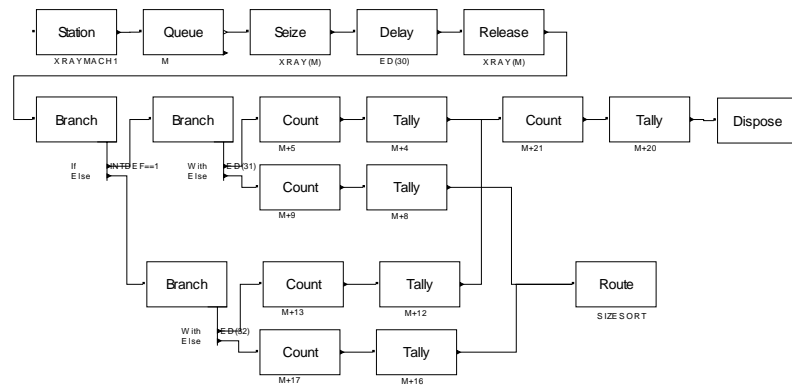 Station Queue Seize Delay Release
XRAYMACH1 M XRAY(M) ED(30) XRAY(M)
Branch Branch Count Tally Count Tally Dispose
M+5 M+4 M+21 M+20
If INTDEF==1 With ED(31)
Else Else
Count Tally
M+9 M+8
Branch Count Tally Route
M+13 M+12 SIZESORT
With ED(32)
Else
Count Tally
M+17 M+16